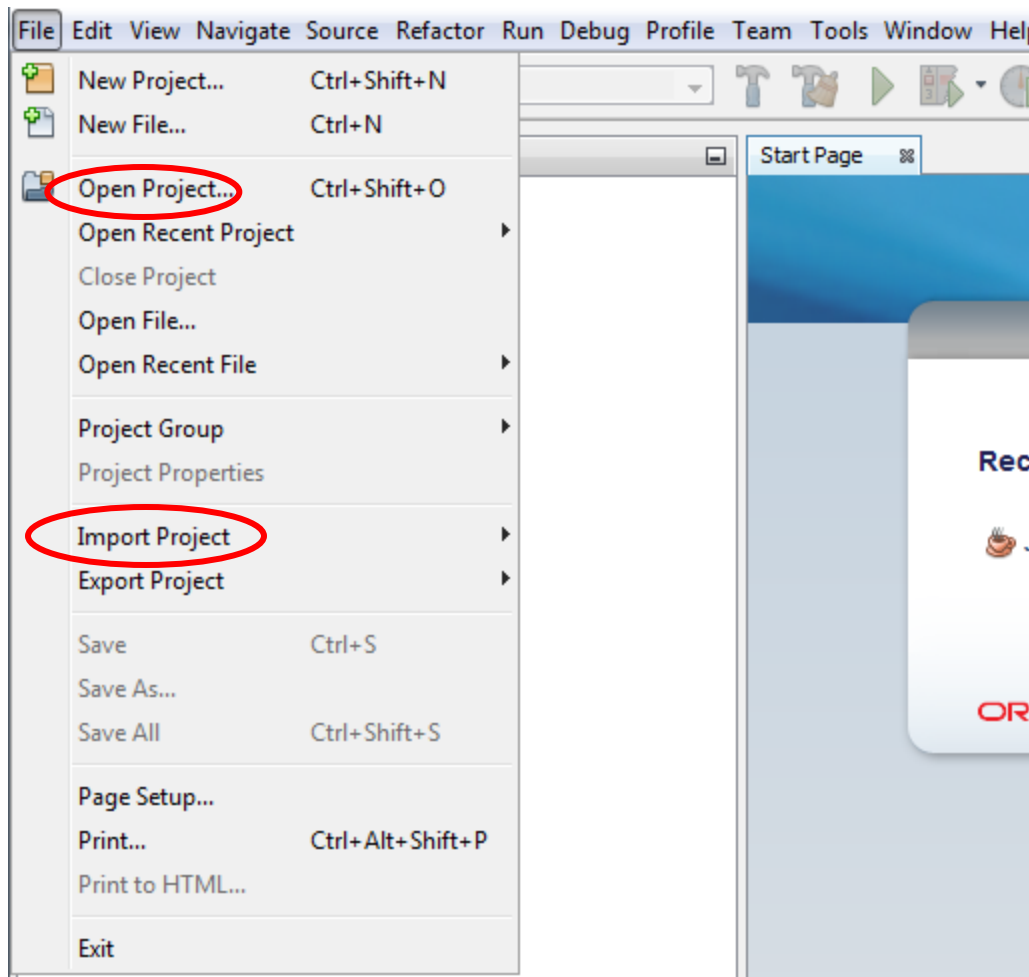 File Edit View Navigate Source Refactor Run Debug Profile Team Tools Window Help
New Project... Ctrl+Shift+N
New File... Ctrl+N
Start Page
Open Project... Ctrl+Shift+O
Open Recent Project
Close Project
Open File...
Open Recent File
Project Group
Rec
Project Properties
Import Project
Export Project
Save Ctrl+S
Save As...
OR
Save All Ctrl+Shift+S
Page Setup...
Print... Ctrl+Alt+Shift+P
Print to HTML...
Exit